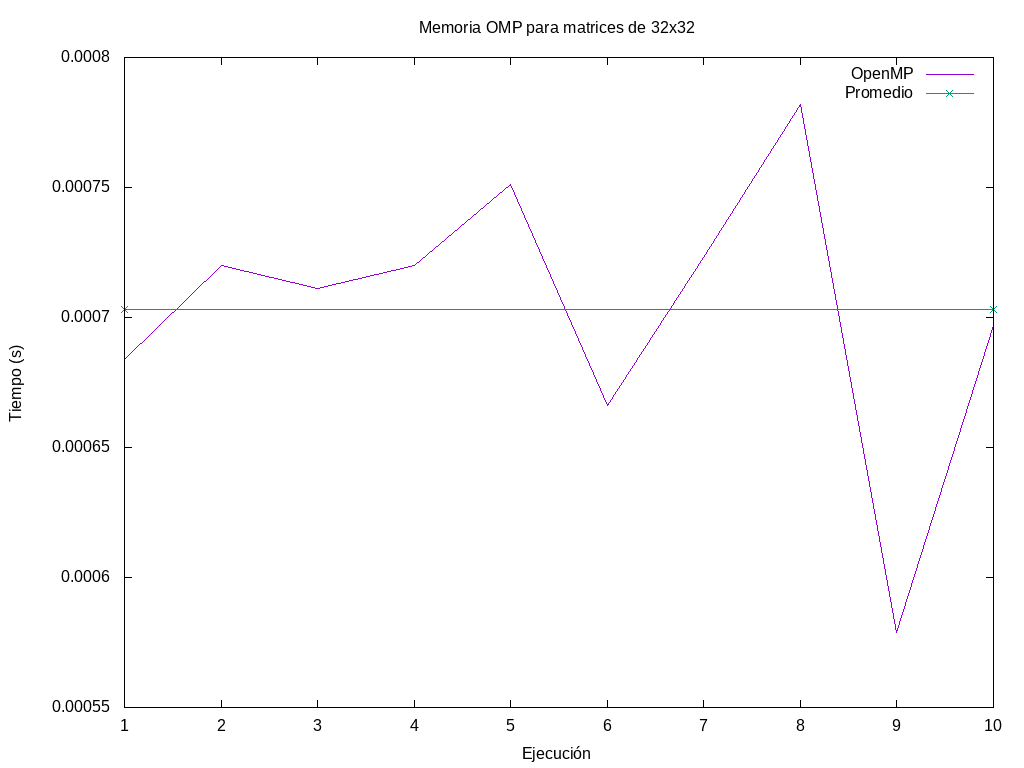 Memoria OMP para matrices de 32x32
0.0008
0.00075
0.0007
0.00065
0.0006
0.00055
Tiempo (s)
OpenMP
Promedio
1 2 3 4 5 6 7 8 9 10
Ejecución